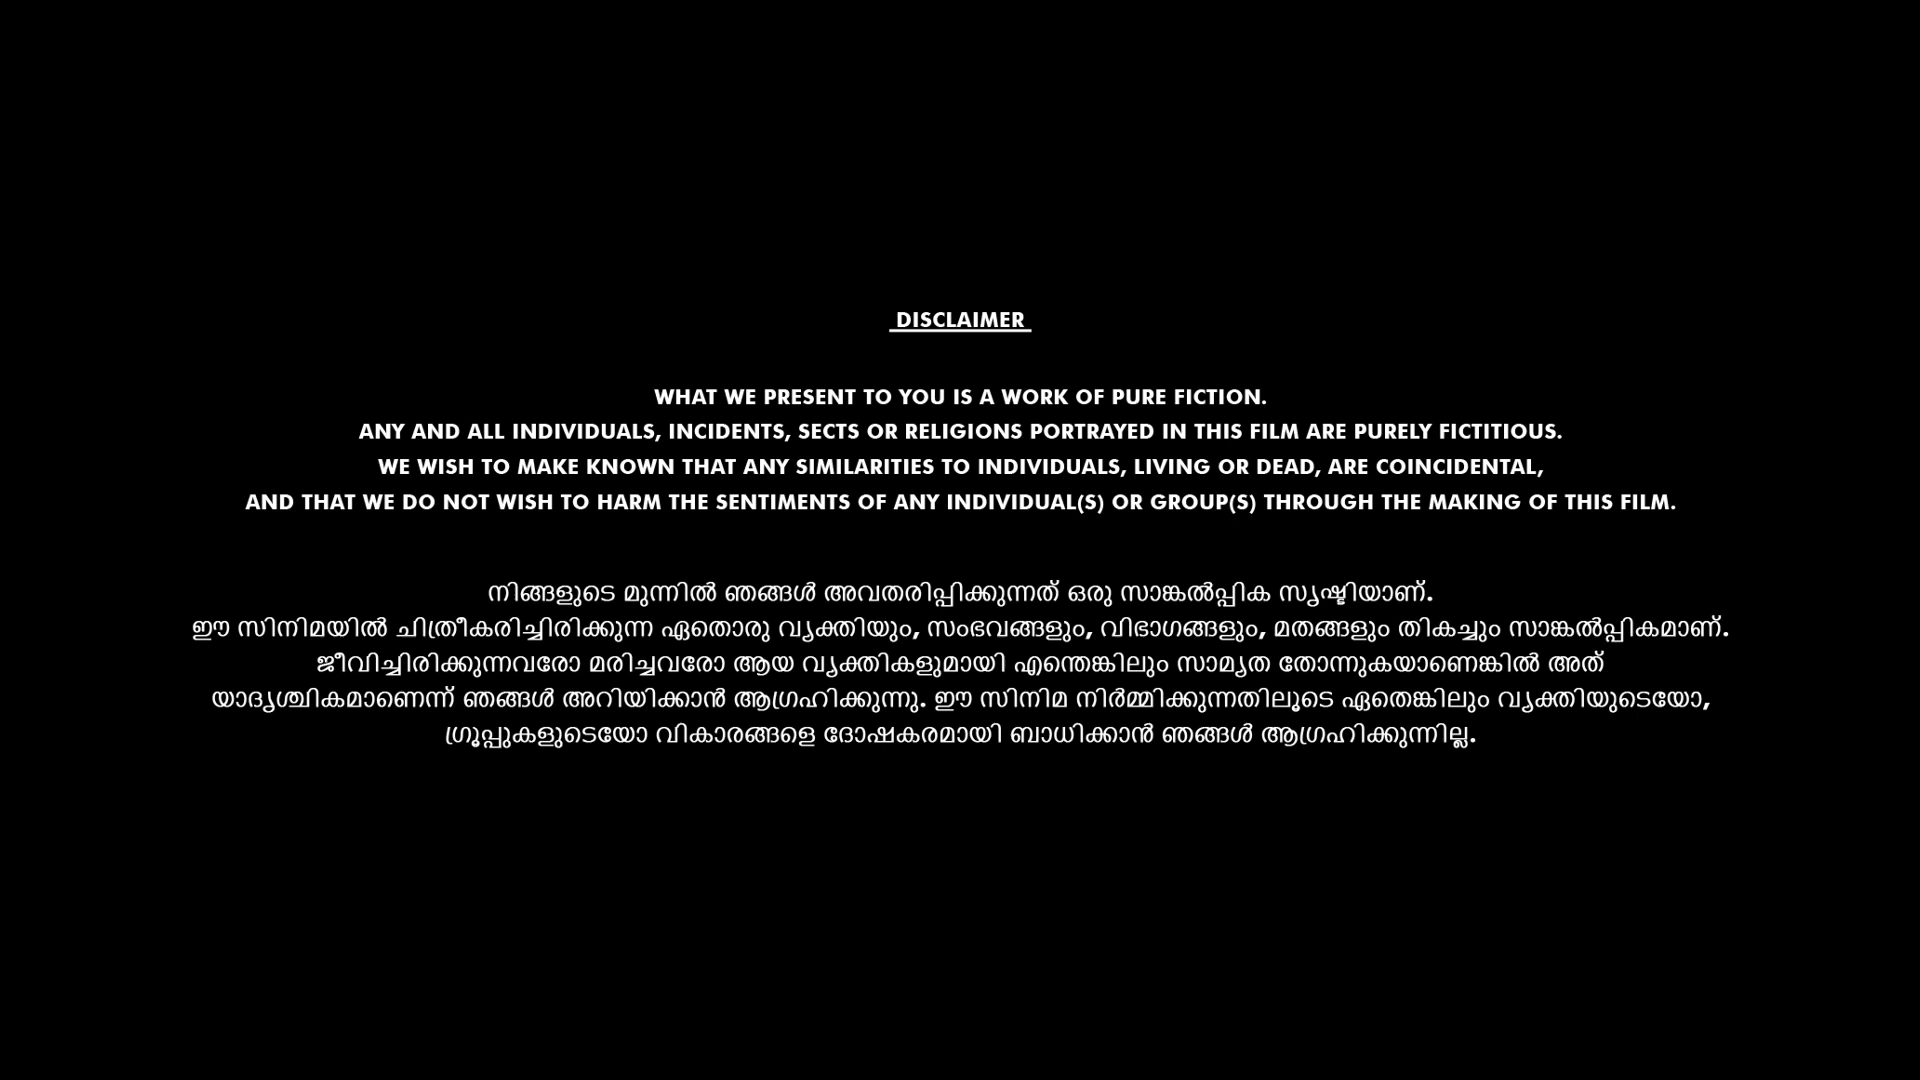 DISCLAIMER
WHAT WE PRESENT TO YOU IS A WORK OF PURE FICTION.
ANY AND ALL INDIVIDUALS, INCIDENTS, SECTS OR RELIGIONS PORTRAYED IN THIS FILM ARE PURELY FICTITIOUS.
WE WISH TO MAKE KNOWN THAT ANY SIMILARITIES TO INDIVIDUALS, LIVING OR DEAD, ARE COINCIDENTAL,
AND THAT WE DO NOT WISH TO HARM THE SENTIMENTS OF ANY INDIVIDUAL(S) OR GROUP(S) THROUGH THE MAKING OF THIS FILM.
നിങ്ങളുടെ മുന്നിൽ ഞങ്ങൾ അവതരിപ്പിക്കുന്നത് ഒരു സാങ്കൽപ്പിക സൃഷ്ടിയാണ്.
ഈ സിനിമയിൽ ചിത്രീകരിച്ചിരിക്കുന്ന ഏതൊരു വ്യക്തിയും, സംഭവങ്ങളും, വിഭാഗങ്ങളും, മതങ്ങളും തികച്ചും സാങ്കൽപ്പികമാണ്.
ജീവിച്ചിരിക്കുന്നവരോ മരിച്ചവരോ ആയ വ്യക്തികളുമായി എന്തെങ്കിലും സാമൃത തോന്നുകയാണെങ്കിൽ അത്
യാദൃശ്ചികമാണെന്ന് ഞങ്ങൾ അറിയിക്കാൻ ആഗ്രഹിക്കുന്നു. ഈ സിനിമ നിർമ്മിക്കുന്നതിലൂടെ ഏതെങ്കിലും വ്യക്തിയുടെയോ,
ഗ്രൂപ്പുകളുടെയോ വികാരങ്ങളെ ദോഷകരമായി ബാധിക്കാൻ ഞങ്ങൾ ആഗ്രഹിക്കുന്നില്ല.